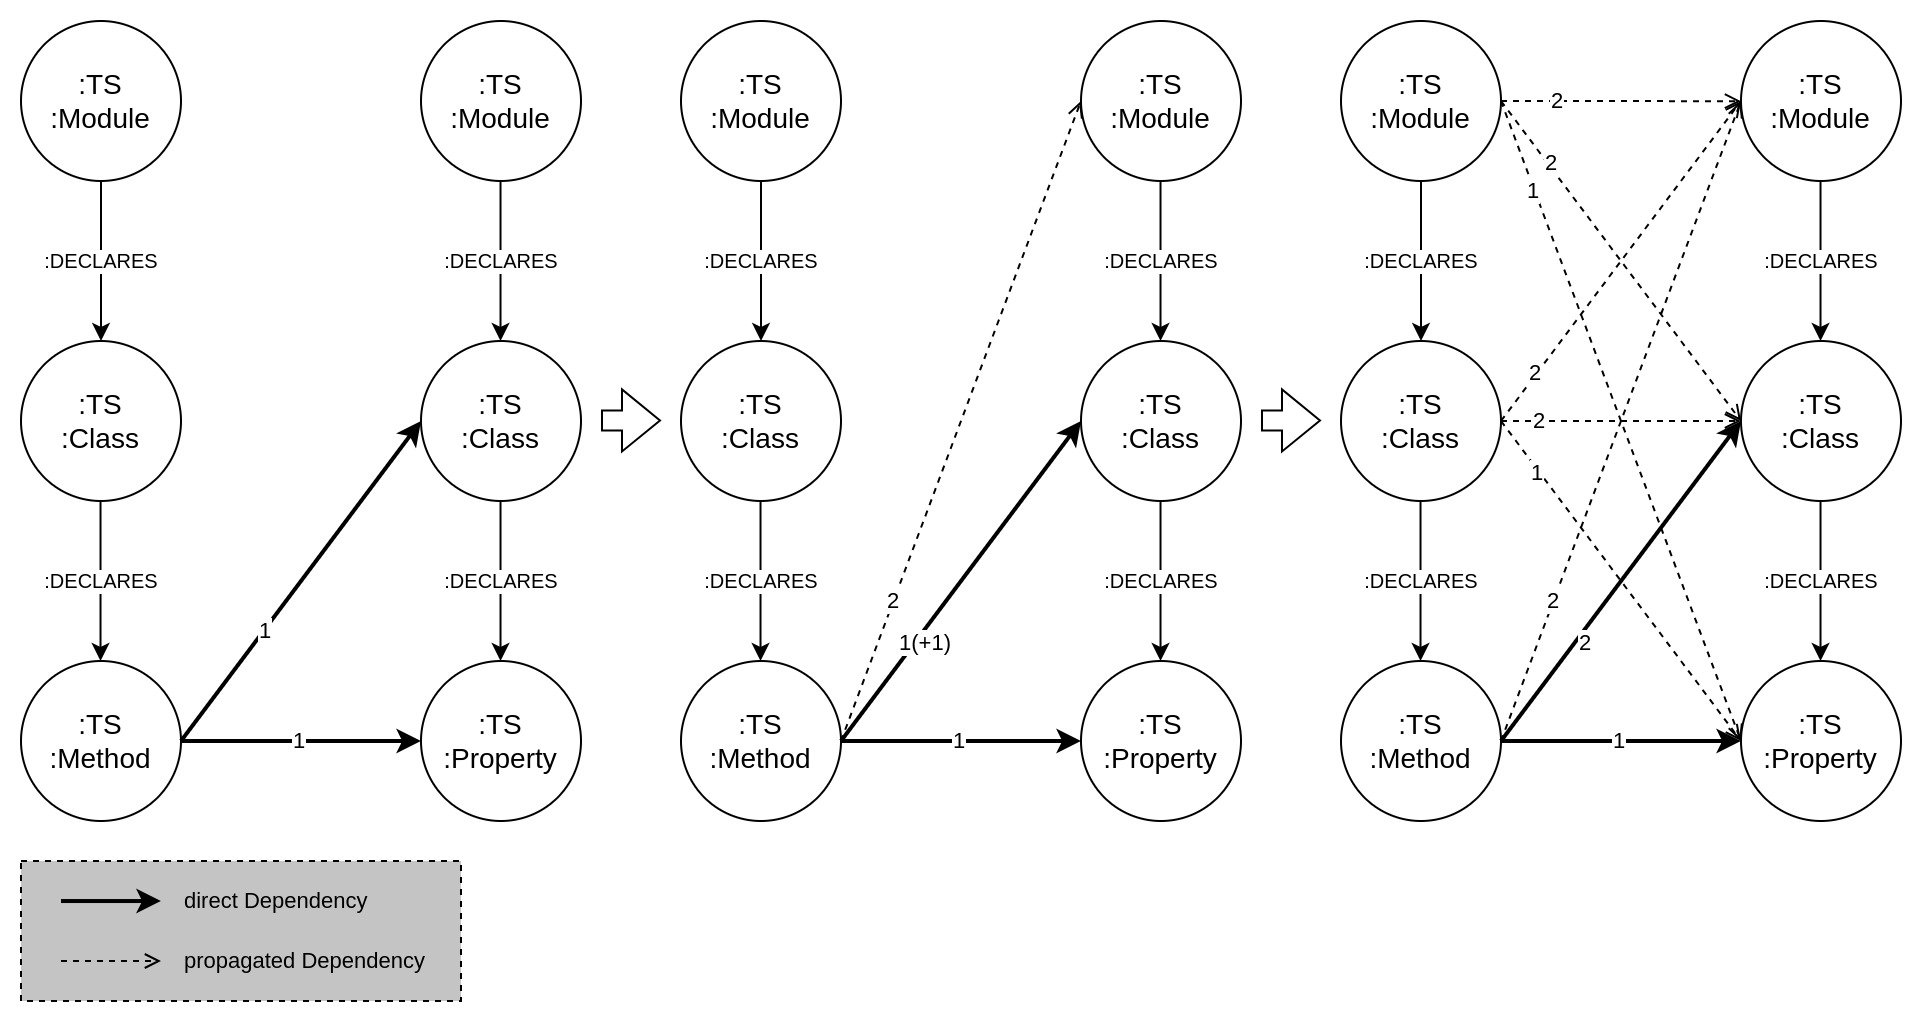 :TS
:Module
:TS
:Module
:TS
:Module
:TS
:Module
:TS
:Module
:TS
:Module
2
2
1
:DECLARES
:DECLARES
:DECLARES
:DECLARES
:DECLARES
:DECLARES
2
:TS
:Class
:TS
:Class
:TS
:Class
:TS
:Class
:TS
:Class
:TS
:Class
2
1
:DECLARES
:DECLARES
:DECLARES
:DECLARES
:DECLARES
:DECLARES
1
2
1(+1)
2
2
:TS
:Method
1
:TS
:Property
:TS
:Method
1
:TS
:Property
:TS
:Method
1
:TS
:Property
direct Dependency
propagated Dependency